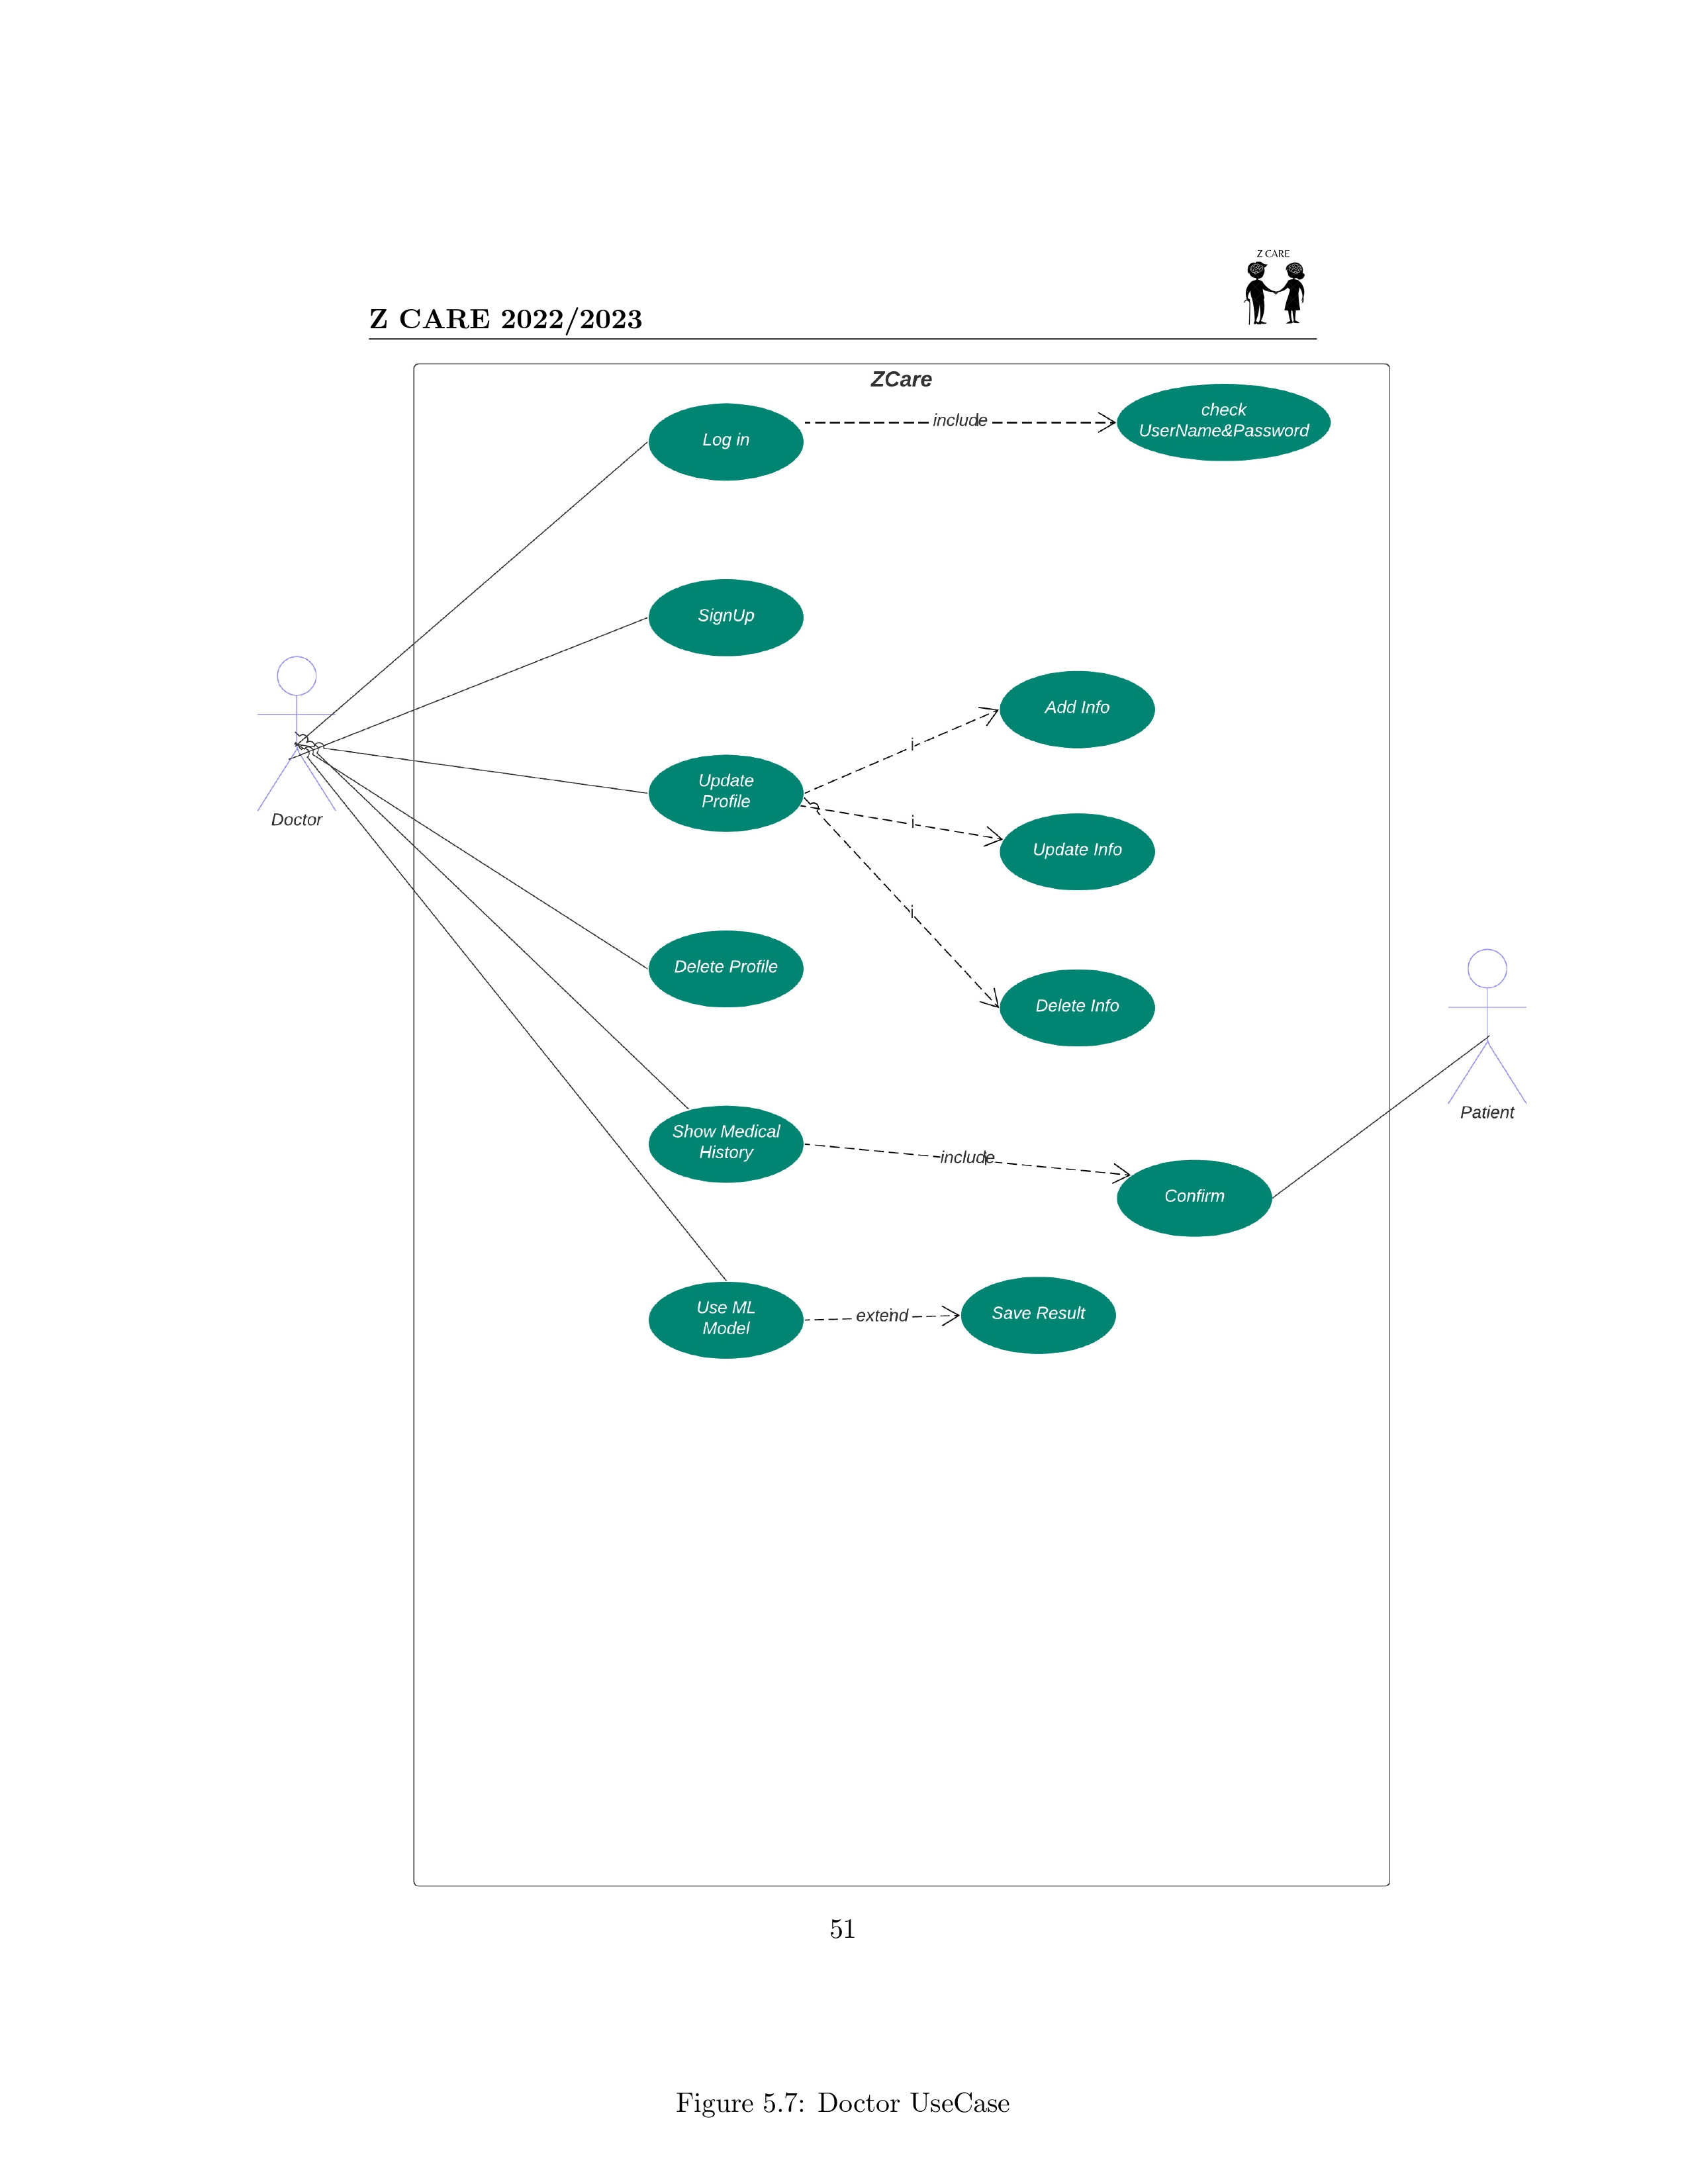 Z CARE
Z CARE 2022/2023
ZCare
Log in
include
check
UserName&Password
SignUp
Add Info
i
Update
Profile
i
Update Info
Doctor
i
Delete Profile
Delete Info
Patient
Show Medical
History
include
Confirm
Use ML
Model
extend
Save Result
51
Figure 5.7: Doctor UseCase